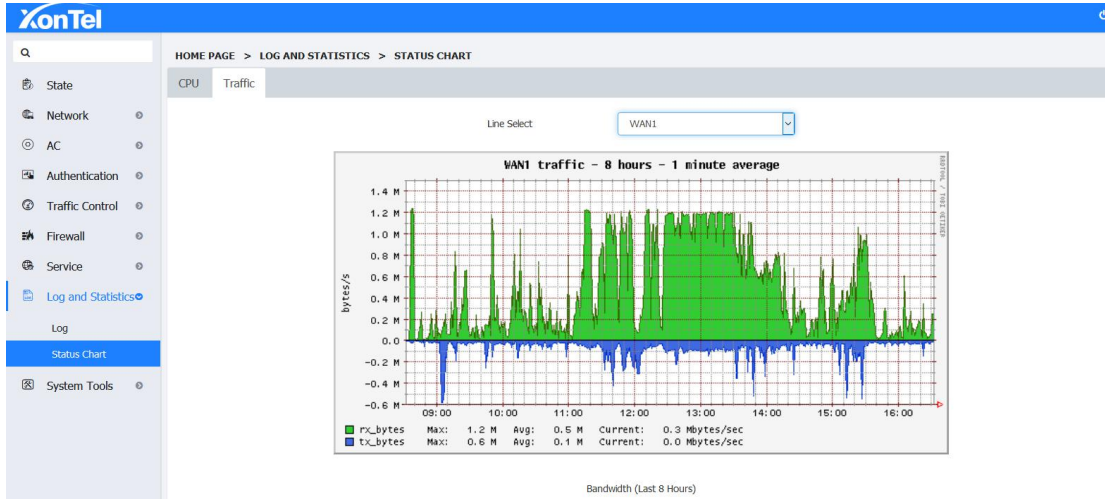 XonTel
HOME PAGE > LOG AND STATISTICS > STATUS CHART
State
Network
AC
Authentication
Traffic Control
Firewall
Service
Log and Statistics
Log
Status Chart
System Tools
CPU Traffic
Line Select WAN1
WAN1 traffic - 8 hours - 1 minute average
RRDTOOL / TOBI OETIKER
bytes/s
1.4 M
1.2 M
1.0 M
0.8 M
0.6 M
0.4 M
0.2 M
0.0
-0.2 M
-0.4 M
-0.6 M
09:00 10:00 11:00 12:00 13:00 14:00 15:00 16:00
rx_bytes Max: 1.2 M Avg: 0.5 M Current: 0.3 Mbytes/sec
tx_bytes Max: 0.6 M Avg: 0.1 M Current: 0.0 Mbytes/sec
Bandwidth (Last 8 Hours)